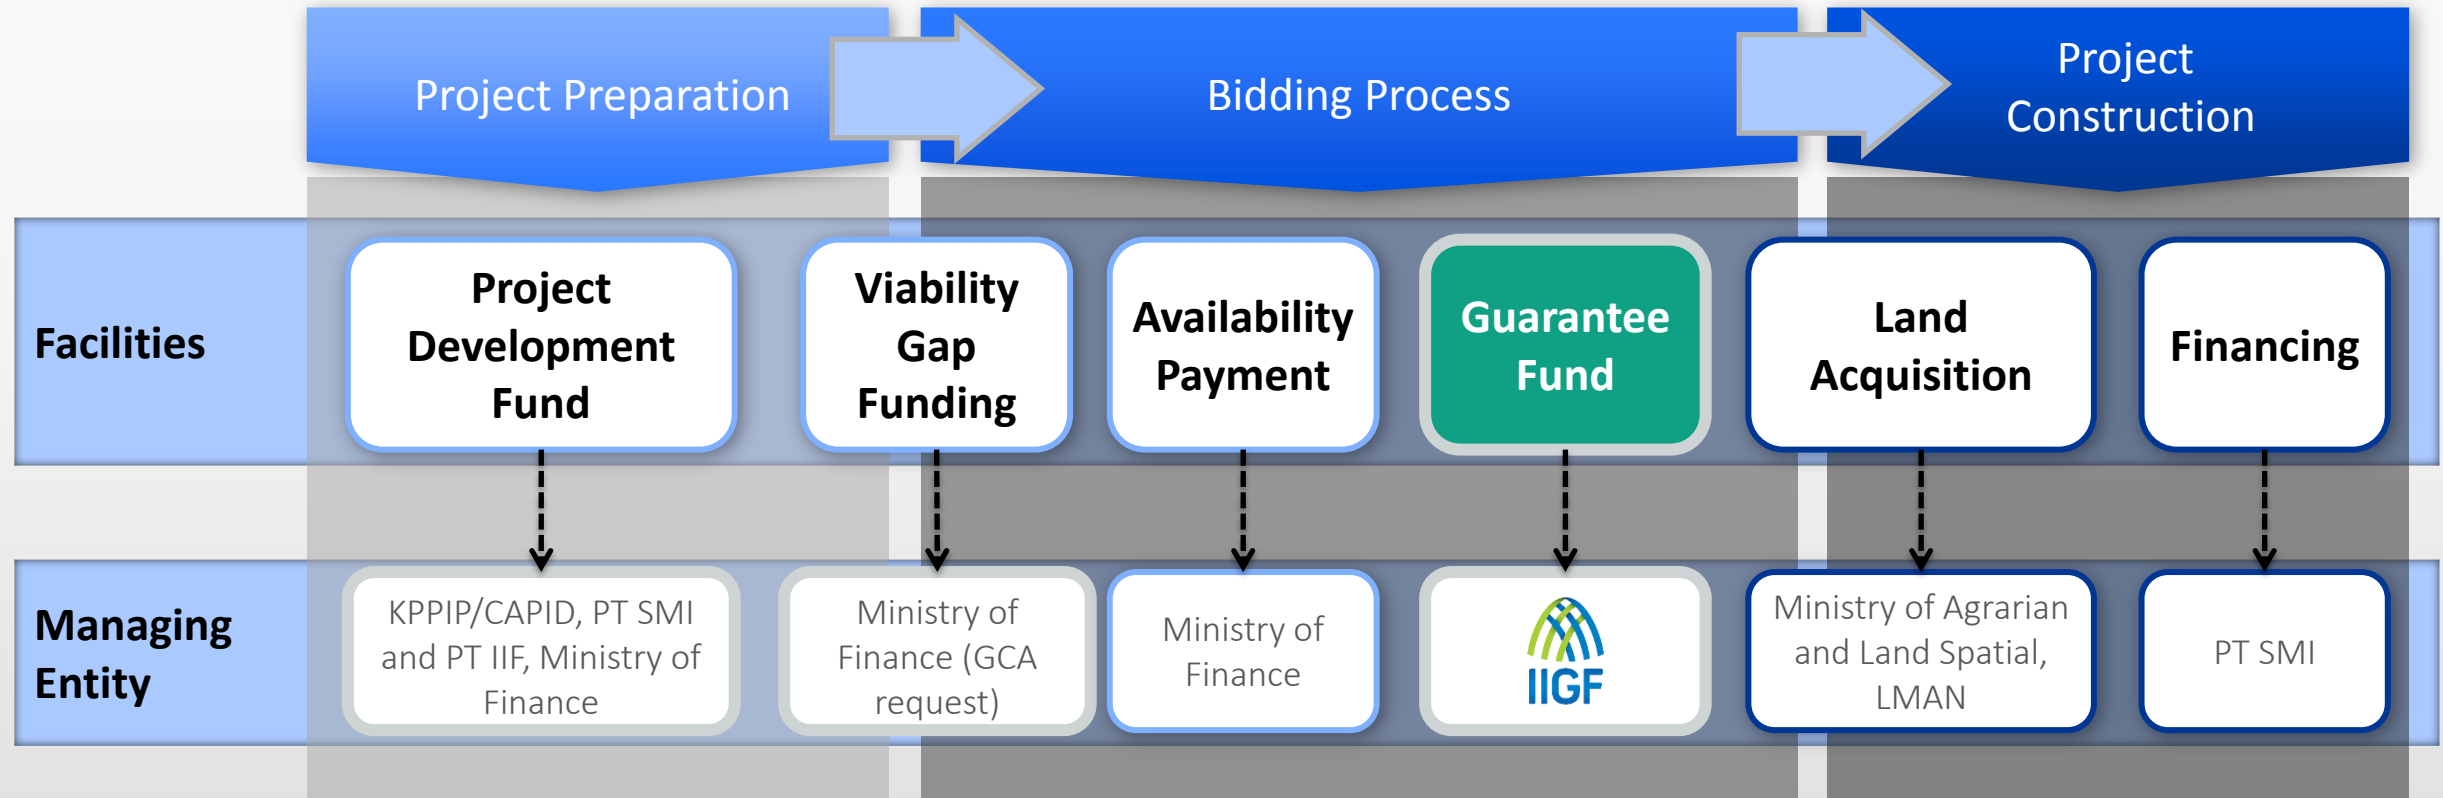 Project Preparation
Bidding Process
Project
Construction
Facilities
Project
Development
Fund
Viability
Gap
Funding
Availability
Payment
Guarantee
Fund
Land
Acquisition
Financing
Managing
Entity
KPPIP/CAPID, PT SMI
and PT IIF, Ministry of
Finance
Ministry of
Finance (GCA
request)
Ministry of
Finance
IIGF
Ministry of Agrarian
and Land Spatial,
LMAN
PT SMI